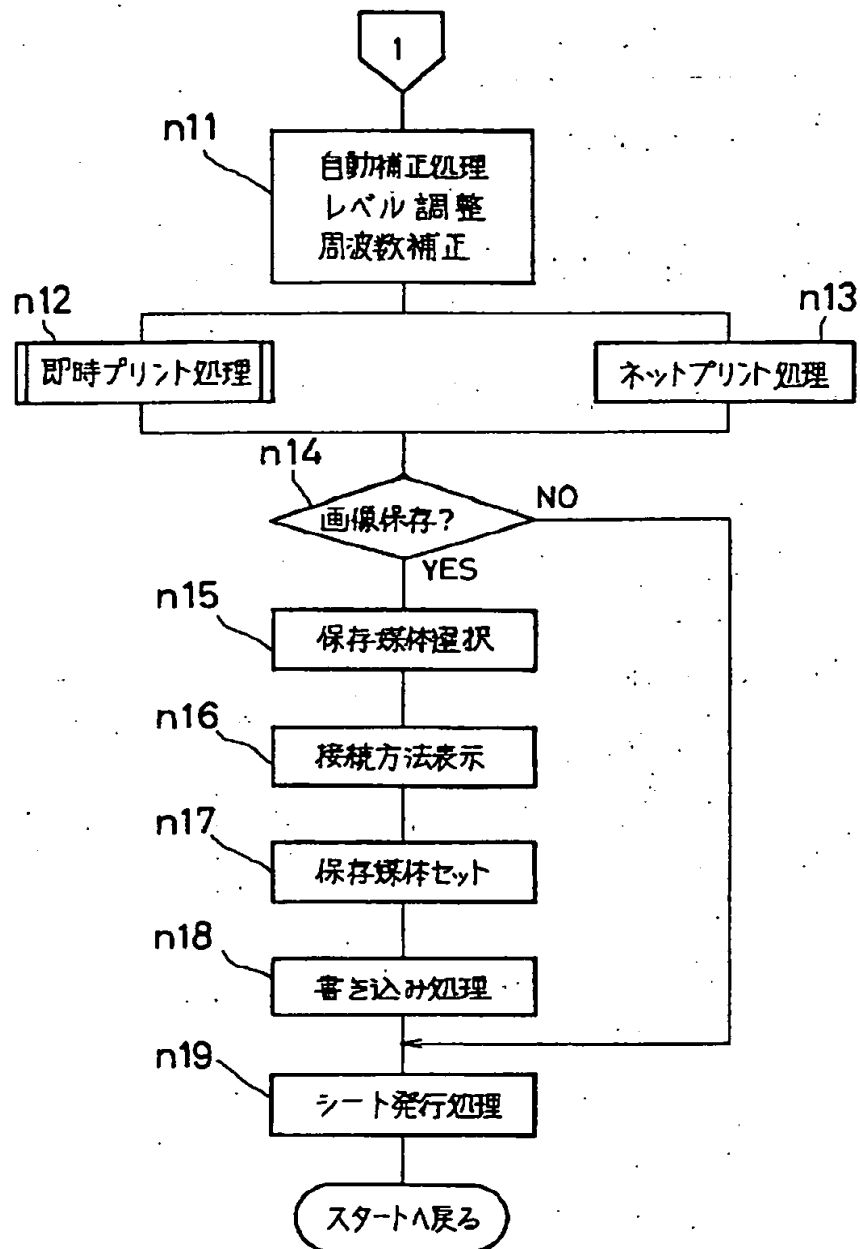 1
n11
自動補正処理
レベル調整
周波数補正
n12
n13
即時プリント処理
ネットプリント処理
n14
画像保存?
NO
YES
n15
保存媒体選択
n16
接続方法表示
n17
保存媒体セット
n18
書き込み処理
n19
シート発行処理
スタートへ戻る